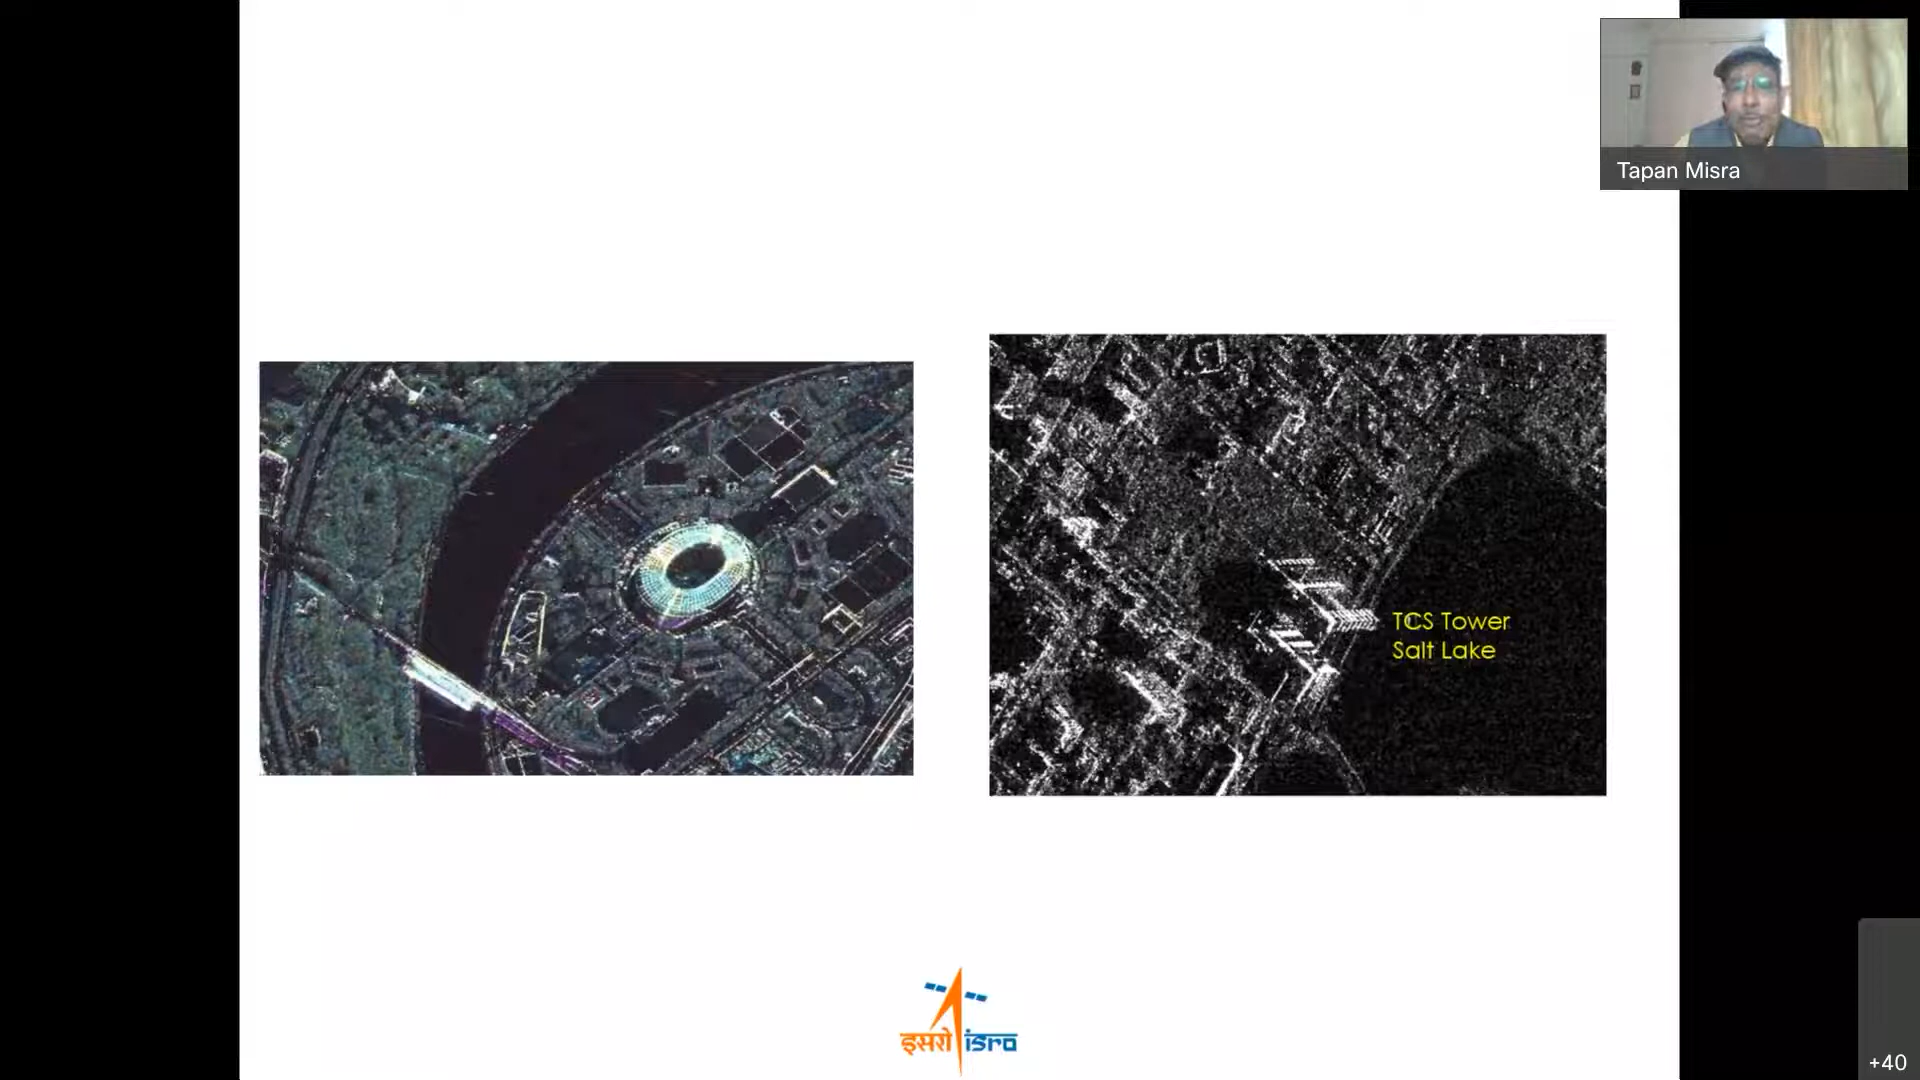 Tapan Misra
TCS Tower
Salt Lake
इसरो isro
+40